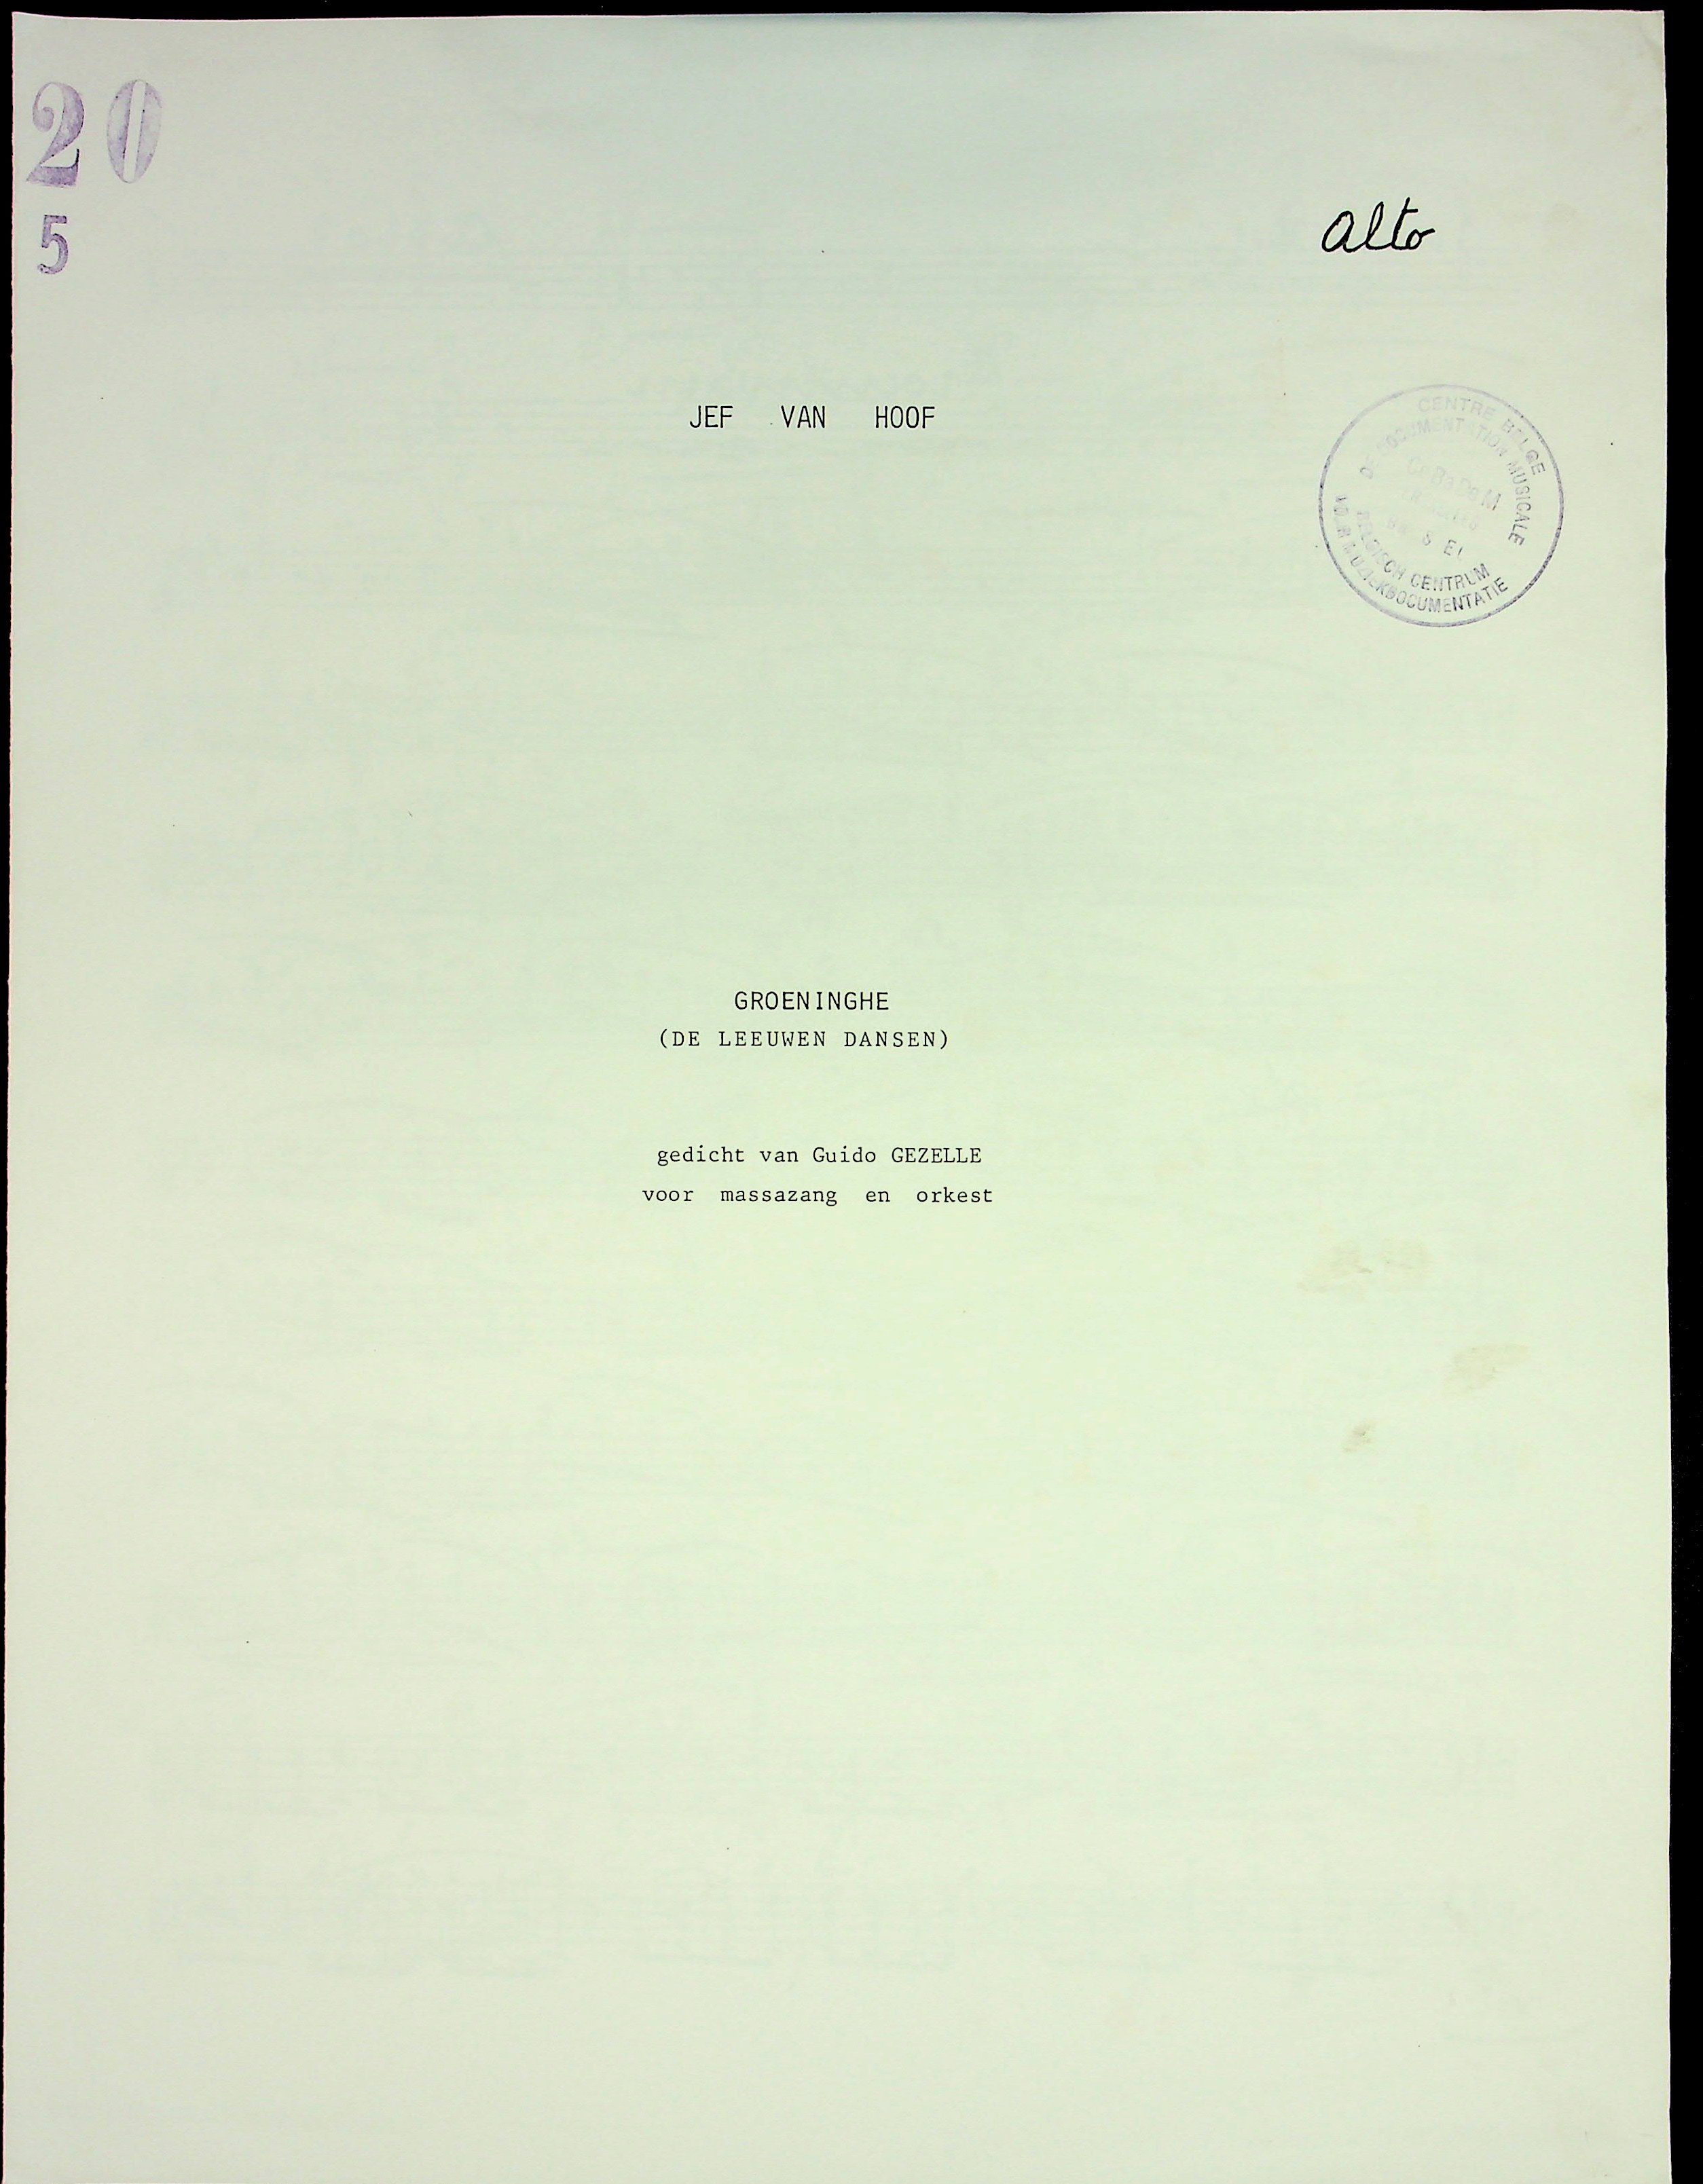 20
5
Alto
JEF VAN HOOF
CENTRE BELGE
DE DOCUMENTATION MUSICALE
CeBeDeM
BELGISCH CENTRUM
VOOR MUZIEKDOCUMENTATIE
GROENINGHE
(DE LEEUWEN DANSEN)
gedicht van Guido GEZELLE
voor massazang en orkest